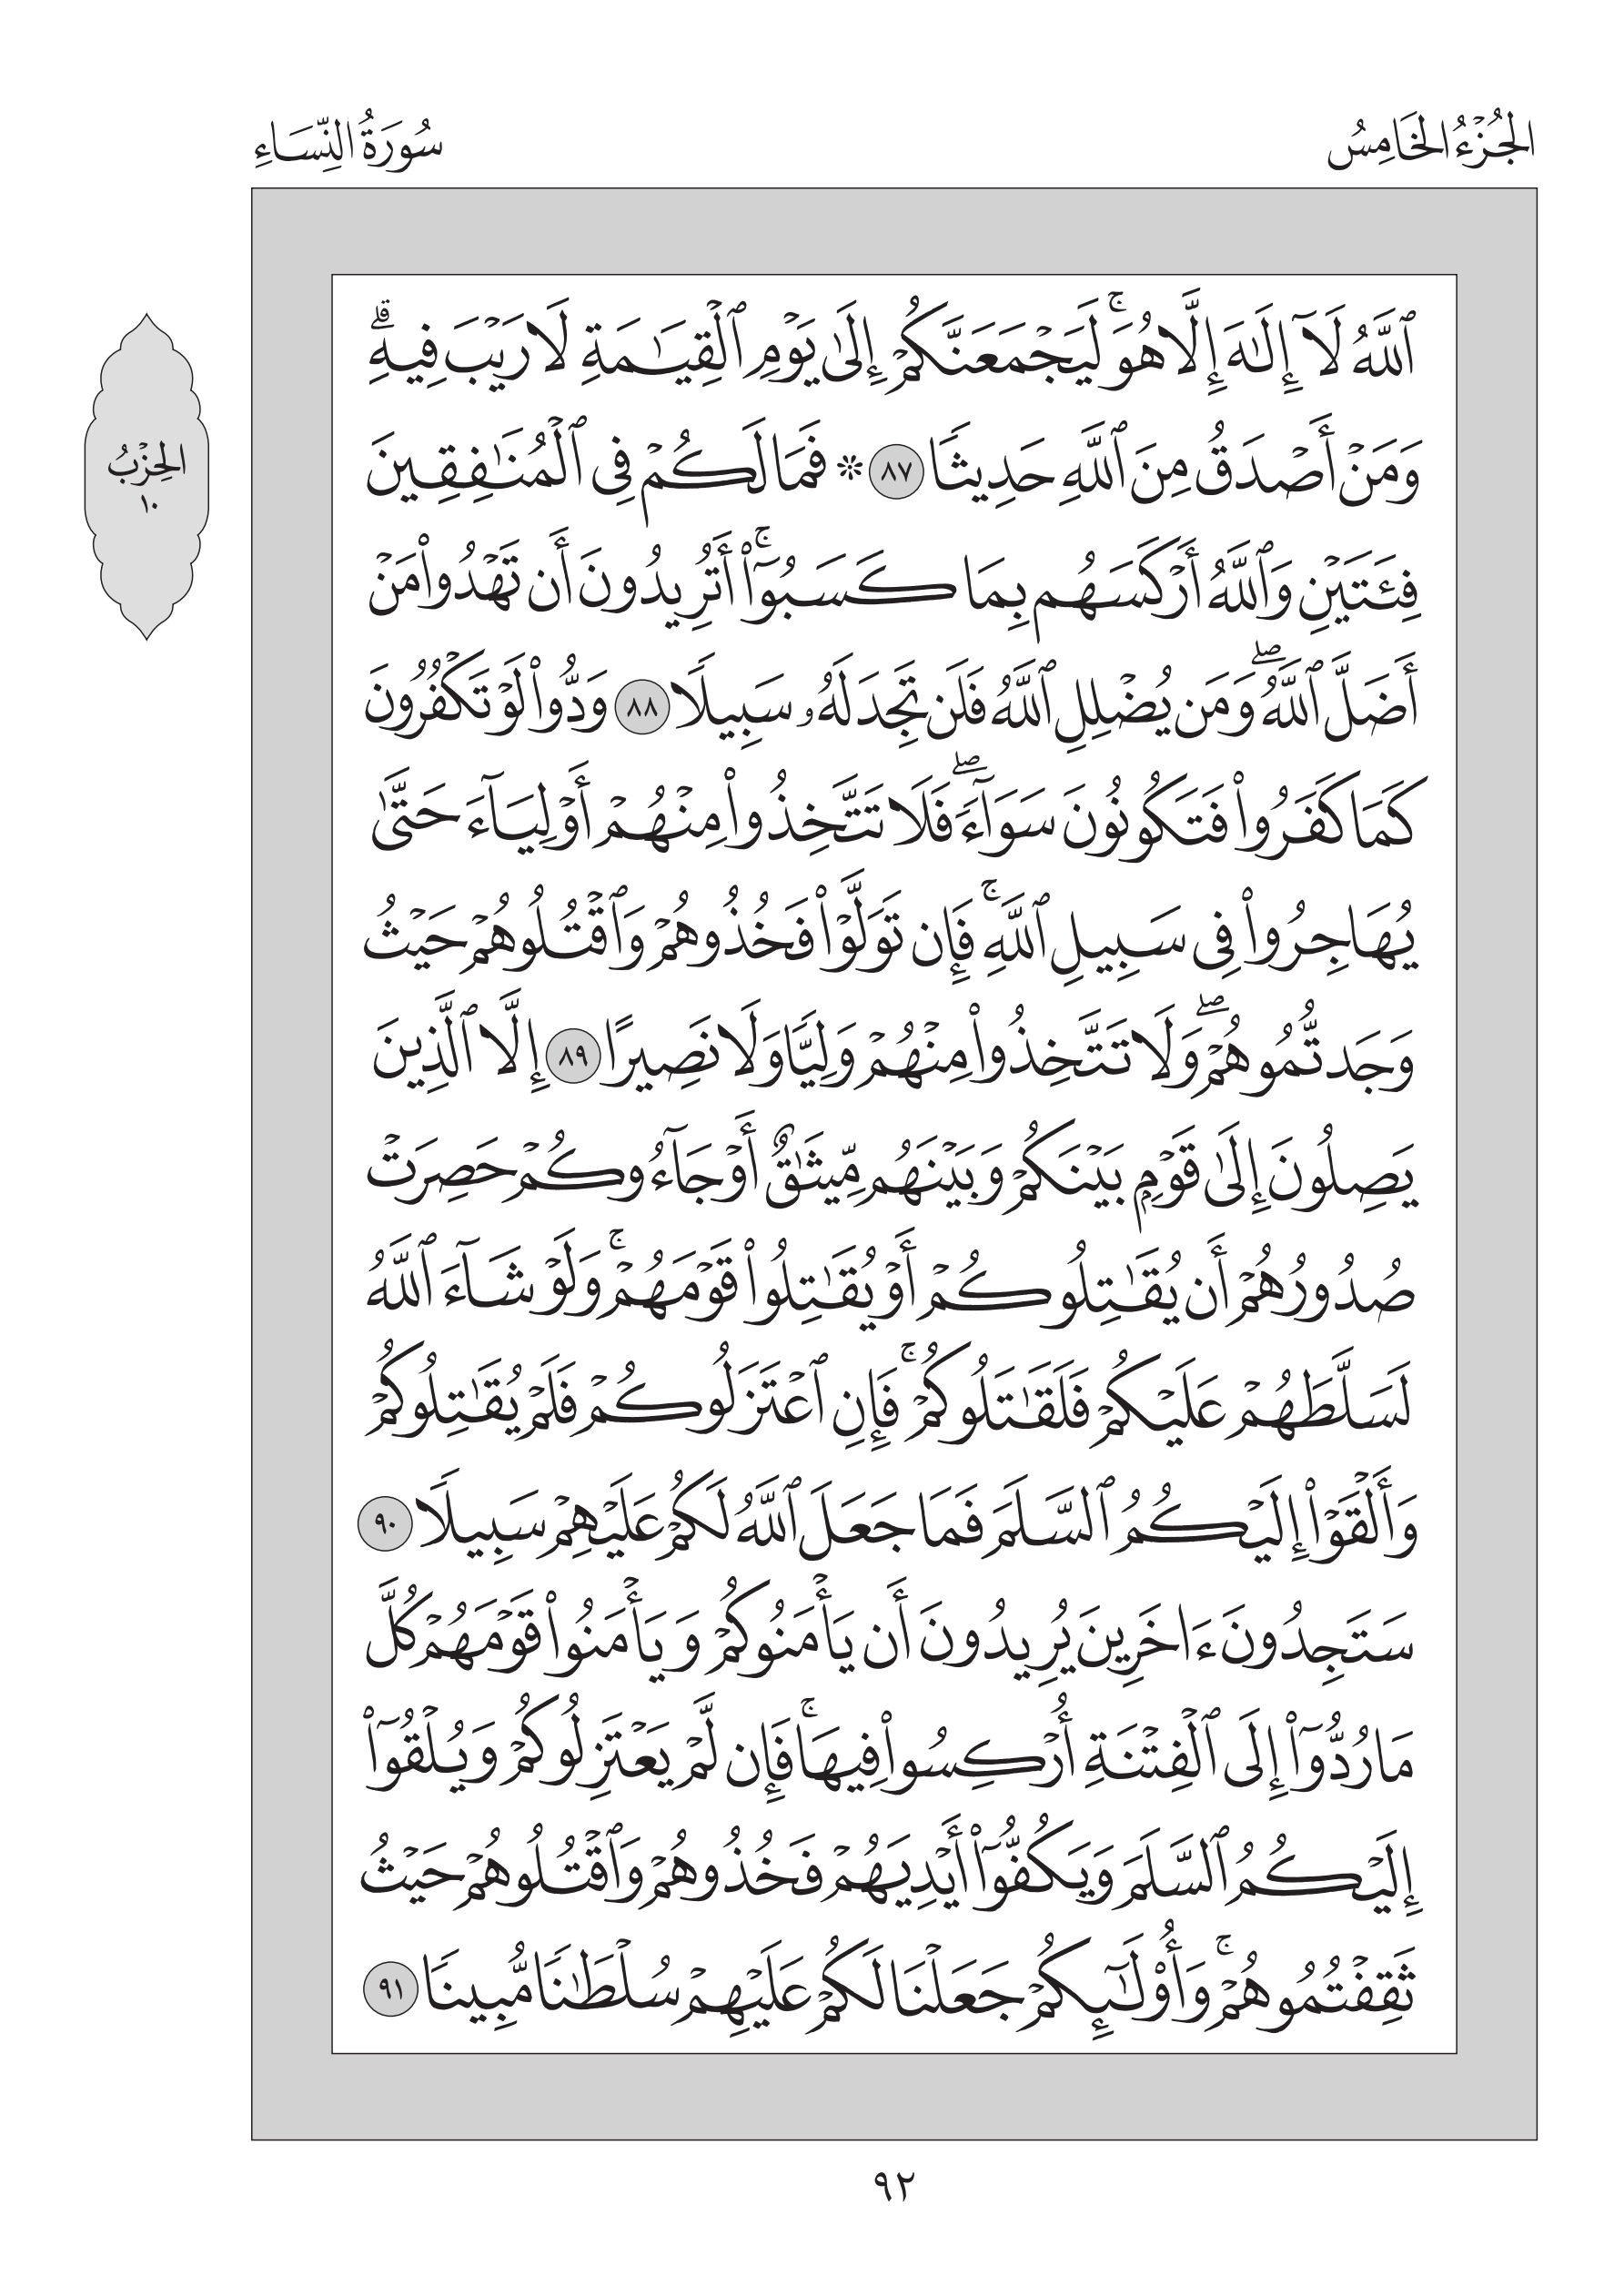 الجُزْءُ الخَامِسُ
سُورَةُ النِّسَاءِ
ٱللَّهُ لَآ إِلَٰهَ إِلَّا هُوَۚ لَيَجْمَعَنَّكُمْ إِلَىٰ يَوْمِ ٱلْقِيَٰمَةِ لَا رَيْبَ فِيهِۗ
وَمَنْ أَصْدَقُ مِنَ ٱللَّهِ حَدِيثًا ٨٧ ۞ فَمَا لَكُمْ فِى ٱلْمُنَٰفِقِينَ
فِئَتَيْنِ وَٱللَّهُ أَرْكَسَهُم بِمَا كَسَبُوٓا۟ۚ أَتُرِيدُونَ أَن تَهْدُوا۟ مَنْ
أَضَلَّ ٱللَّهُۖ وَمَن يُضْلِلِ ٱللَّهُ فَلَن تَجِدَ لَهُۥ سَبِيلًا ٨٨ وَدُّوا۟ لَوْ تَكْفُرُونَ
كَمَا كَفَرُوا۟ فَتَكُونُونَ سَوَآءًۖ فَلَا تَتَّخِذُوا۟ مِنْهُمْ أَوْلِيَآءَ حَتَّىٰ
يُهَاجِرُوا۟ فِى سَبِيلِ ٱللَّهِۚ فَإِن تَوَلَّوْا۟ فَخُذُوهُمْ وَٱقْتُلُوهُمْ حَيْثُ
وَجَدتُّمُوهُمْۖ وَلَا تَتَّخِذُوا۟ مِنْهُمْ وَلِيًّا وَلَا نَصِيرًا ٨٩ إِلَّا ٱلَّذِينَ
يَصِلُونَ إِلَىٰ قَوْمٍۭ بَيْنَكُمْ وَبَيْنَهُم مِّيثَٰقٌ أَوْ جَآءُوكُمْ حَصِرَتْ
صُدُورُهُمْ أَن يُقَٰتِلُوكُمْ أَوْ يُقَٰتِلُوا۟ قَوْمَهُمْۚ وَلَوْ شَآءَ ٱللَّهُ
لَسَلَّطَهُمْ عَلَيْكُمْ فَلَقَٰتَلُوكُمْۚ فَإِنِ ٱعْتَزَلُوكُمْ فَلَمْ يُقَٰتِلُوكُمْ
وَأَلْقَوْا۟ إِلَيْكُمُ ٱلسَّلَمَ فَمَا جَعَلَ ٱللَّهُ لَكُمْ عَلَيْهِمْ سَبِيلًا ٩٠
سَتَجِدُونَ ءَاخَرِينَ يُرِيدُونَ أَن يَأْمَنُوكُمْ وَيَأْمَنُوا۟ قَوْمَهُمْ كُلَّ
مَا رُدُّوٓا۟ إِلَى ٱلْفِتْنَةِ أُرْكِسُوا۟ فِيهَاۚ فَإِن لَّمْ يَعْتَزِلُوكُمْ وَيُلْقُوٓا۟
إِلَيْكُمُ ٱلسَّلَمَ وَيَكُفُّوٓا۟ أَيْدِيَهُمْ فَخُذُوهُمْ وَٱقْتُلُوهُمْ حَيْثُ
ثَقِفْتُمُوهُمْۚ وَأُو۟لَٰٓئِكُمْ جَعَلْنَا لَكُمْ عَلَيْهِمْ سُلْطَٰنًا مُّبِينًا ٩١
الحِزْبُ
١٠
٩٢